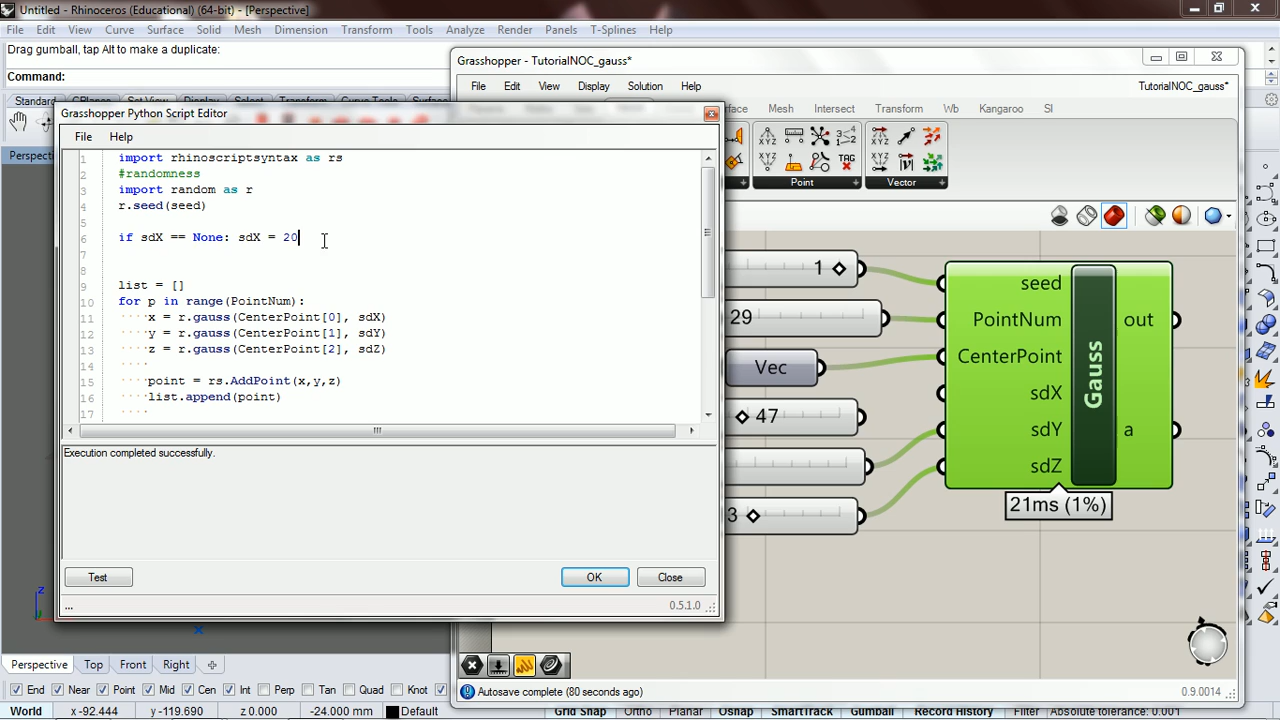 Untitled - Rhinoceros (Educational) (64-bit) - [Perspective]
File Edit View Curve Surface Solid Mesh Dimension Transform Tools Analyze Render Panels T-Splines Help
Drag gumball, tap Alt to make a duplicate:
Command:
Standard
Perspecti
Grasshopper - TutorialNOC_gauss*
File Edit View Display Solution Help
TutorialNOC_gauss*
Mesh Intersect Transform Wb Kangaroo SI
Point
Vector
Grasshopper Python Script Editor
File Help
1 import rhinoscriptsyntax as rs
2 #randomness
3 import random as r
4 r.seed(seed)
5
6 if sdX == None: sdX = 20
7
8
9 list = []
10 for p in range(PointNum):
11 x = r.gauss(CenterPoint[0], sdX)
12 y = r.gauss(CenterPoint[1], sdY)
13 z = r.gauss(CenterPoint[2], sdZ)
14
15 point = rs.AddPoint(x,y,z)
16 list.append(point)
17
Execution completed successfully.
Test OK Close
... 0.5.1.0
1
29
Vec
47
3
seed
PointNum
CenterPoint
sdX
sdY
sdZ
Gauss
out
a
21ms (1%)
Autosave complete (80 seconds ago)
0.9.0014
z
x
Perspective Top Front Right
End Near Point Mid Cen Int Perp Tan Quad Knot
World x -92.444 y -119.690 z 0.000 -24.000 mm Default Grid Snap Ortho Planar Osnap SmartTrack Gumball Record History Filter Absolute tolerance: 0.001